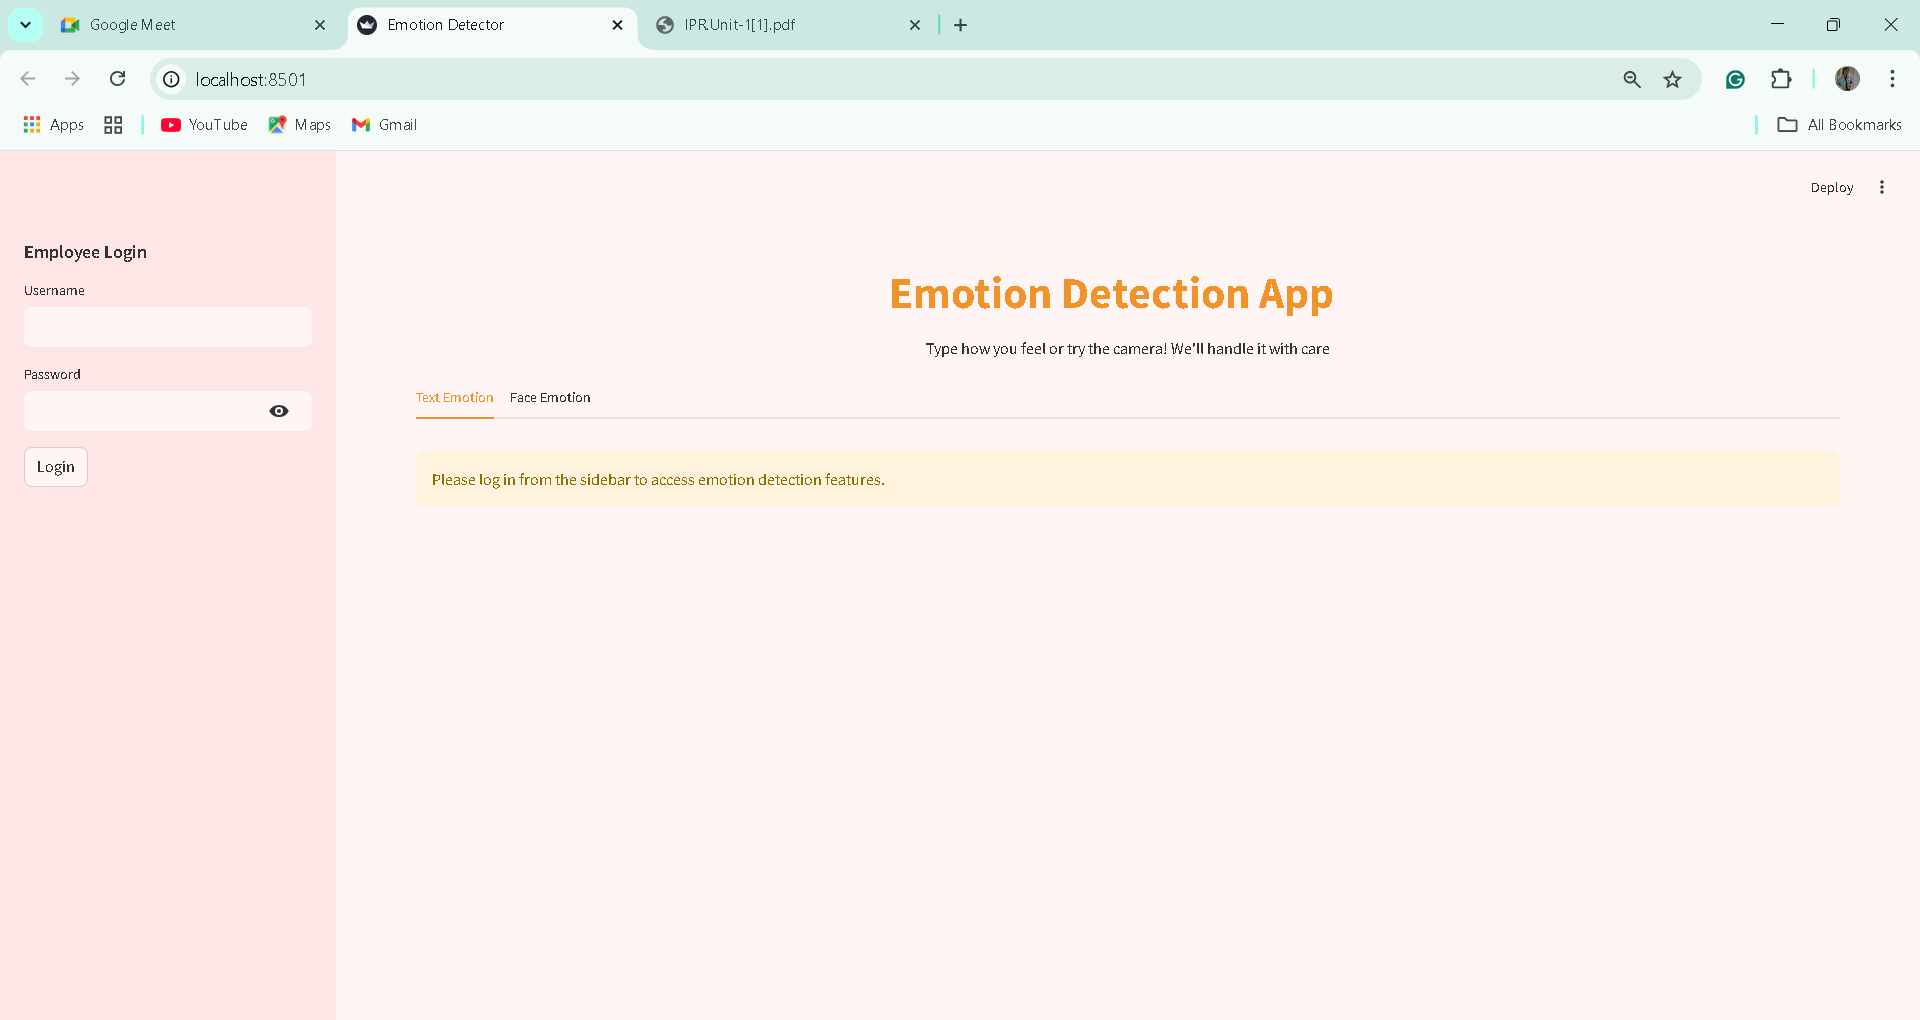 Google Meet
Emotion Detector
IPR.Unit-1[1].pdf
localhost:8501
Apps
YouTube
Maps
Gmail
All Bookmarks
Deploy
Employee Login
Username
Password
Login
Emotion Detection App
Type how you feel or try the camera! We'll handle it with care
Text Emotion
Face Emotion
Please log in from the sidebar to access emotion detection features.